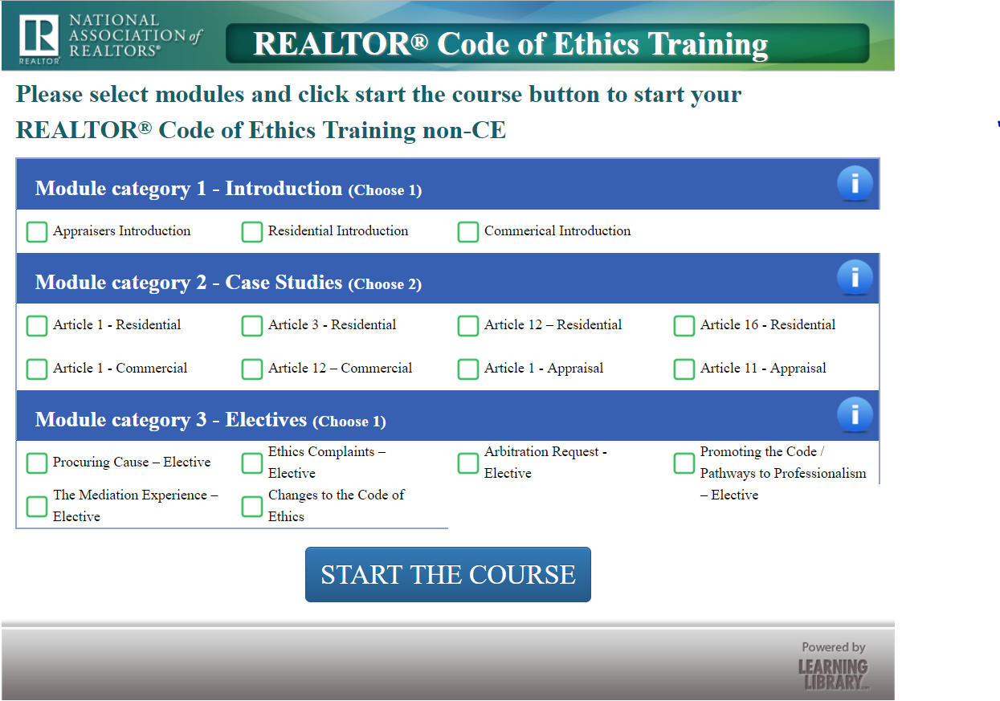 NATIONAL
ASSOCIATION of
REALTORS®
REALTOR®
REALTOR® Code of Ethics Training
Please select modules and click start the course button to start your
REALTOR® Code of Ethics Training non-CE
Module category 1 - Introduction (Choose 1)
i
Appraisers Introduction
Residential Introduction
Commerical Introduction
Module category 2 - Case Studies (Choose 2)
i
Article 1 - Residential
Article 3 - Residential
Article 12 – Residential
Article 16 - Residential
Article 1 - Commercial
Article 12 – Commercial
Article 1 - Appraisal
Article 11 - Appraisal
Module category 3 - Electives (Choose 1)
i
Procuring Cause – Elective
Ethics Complaints –
Elective
Arbitration Request -
Elective
Promoting the Code /
Pathways to Professionalism
– Elective
The Mediation Experience –
Elective
Changes to the Code of
Ethics
START THE COURSE
Powered by
LEARNING
LIBRARY.com